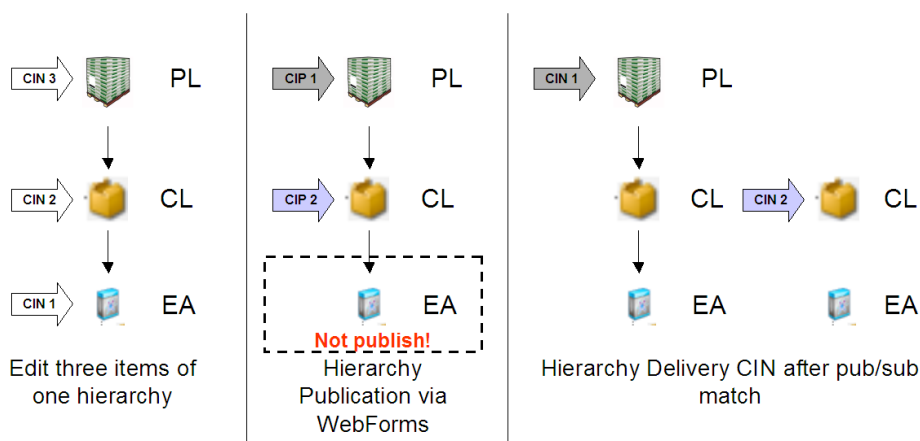 CIN 3
PL
CIN 2
CL
CIN 1
EA
Edit three items of
one hierarchy
CIP 1
PL
CIP 2
CL
EA
Not publish!
Hierarchy
Publication via
WebForms
CIN 1
PL
CL
CIN 2
CL
EA
EA
Hierarchy Delivery CIN after pub/sub
match